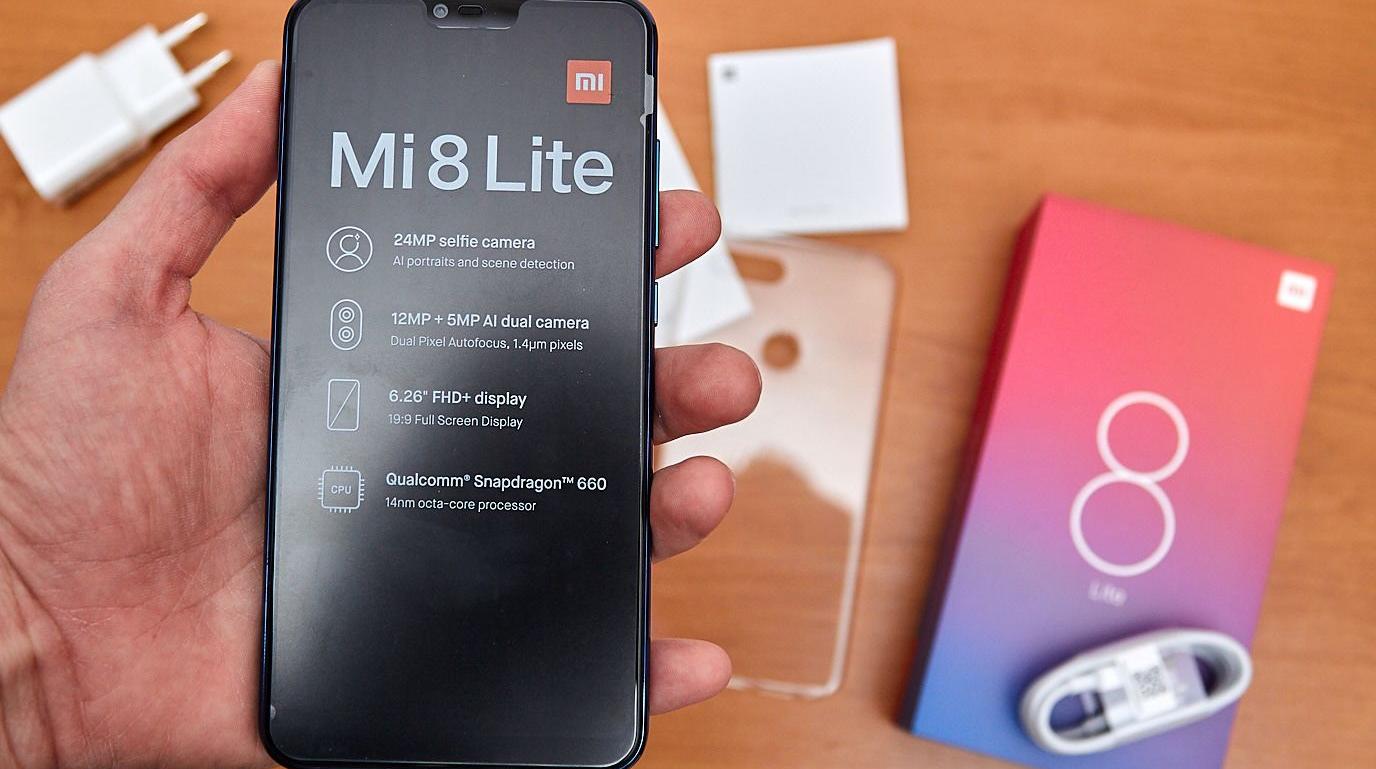 mi
Mi 8 Lite
24MP selfie camera
AI portraits and scene detection
12MP + 5MP AI dual camera
Dual Pixel Autofocus, 1.4μm pixels
6.26" FHD+ display
19:9 Full Screen Display
CPU
Qualcomm® Snapdragon™ 660
14nm octa-core processor
mi
8
Lite